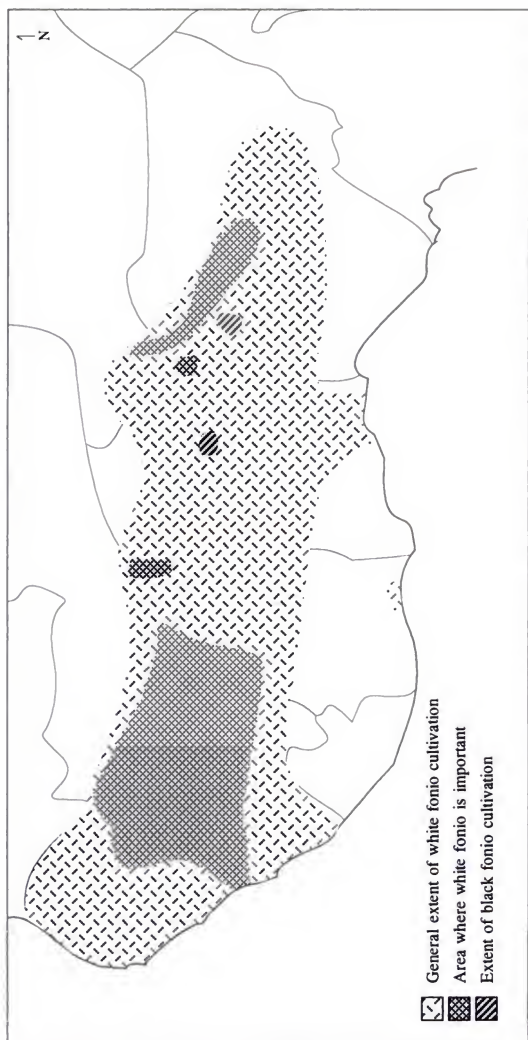 N
General extent of white fonio cultivation
Area where white fonio is important
Extent of black fonio cultivation